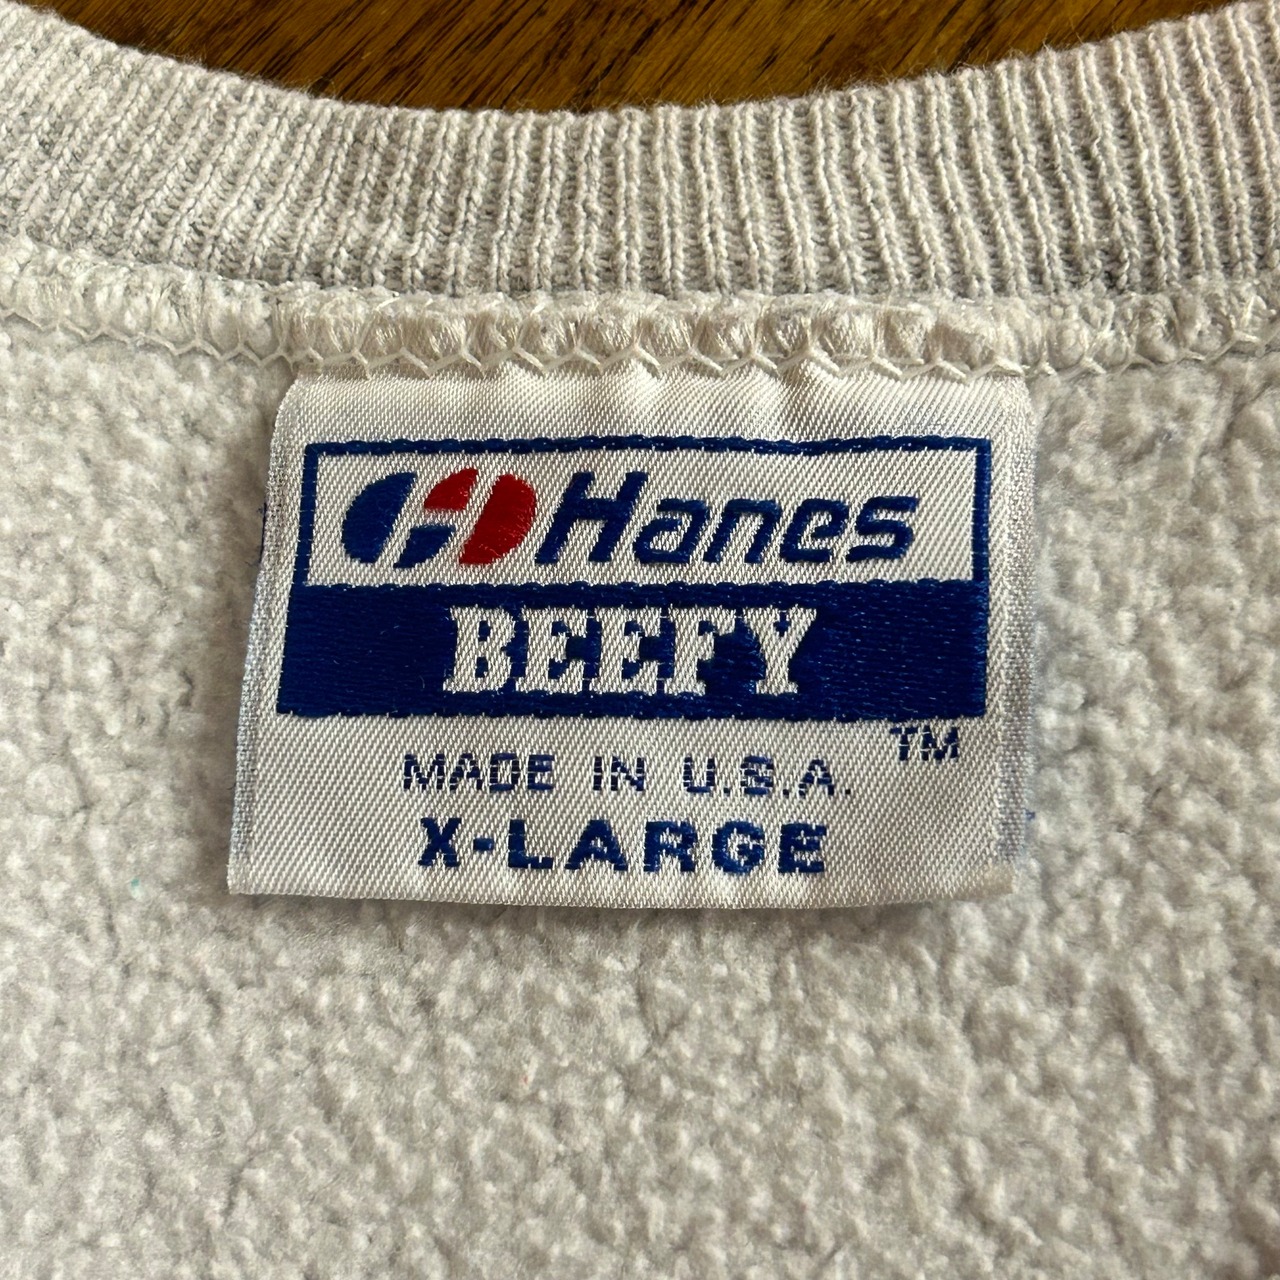 Hanes
BEEFY
TM
MADE IN U.S.A.
X-LARGE